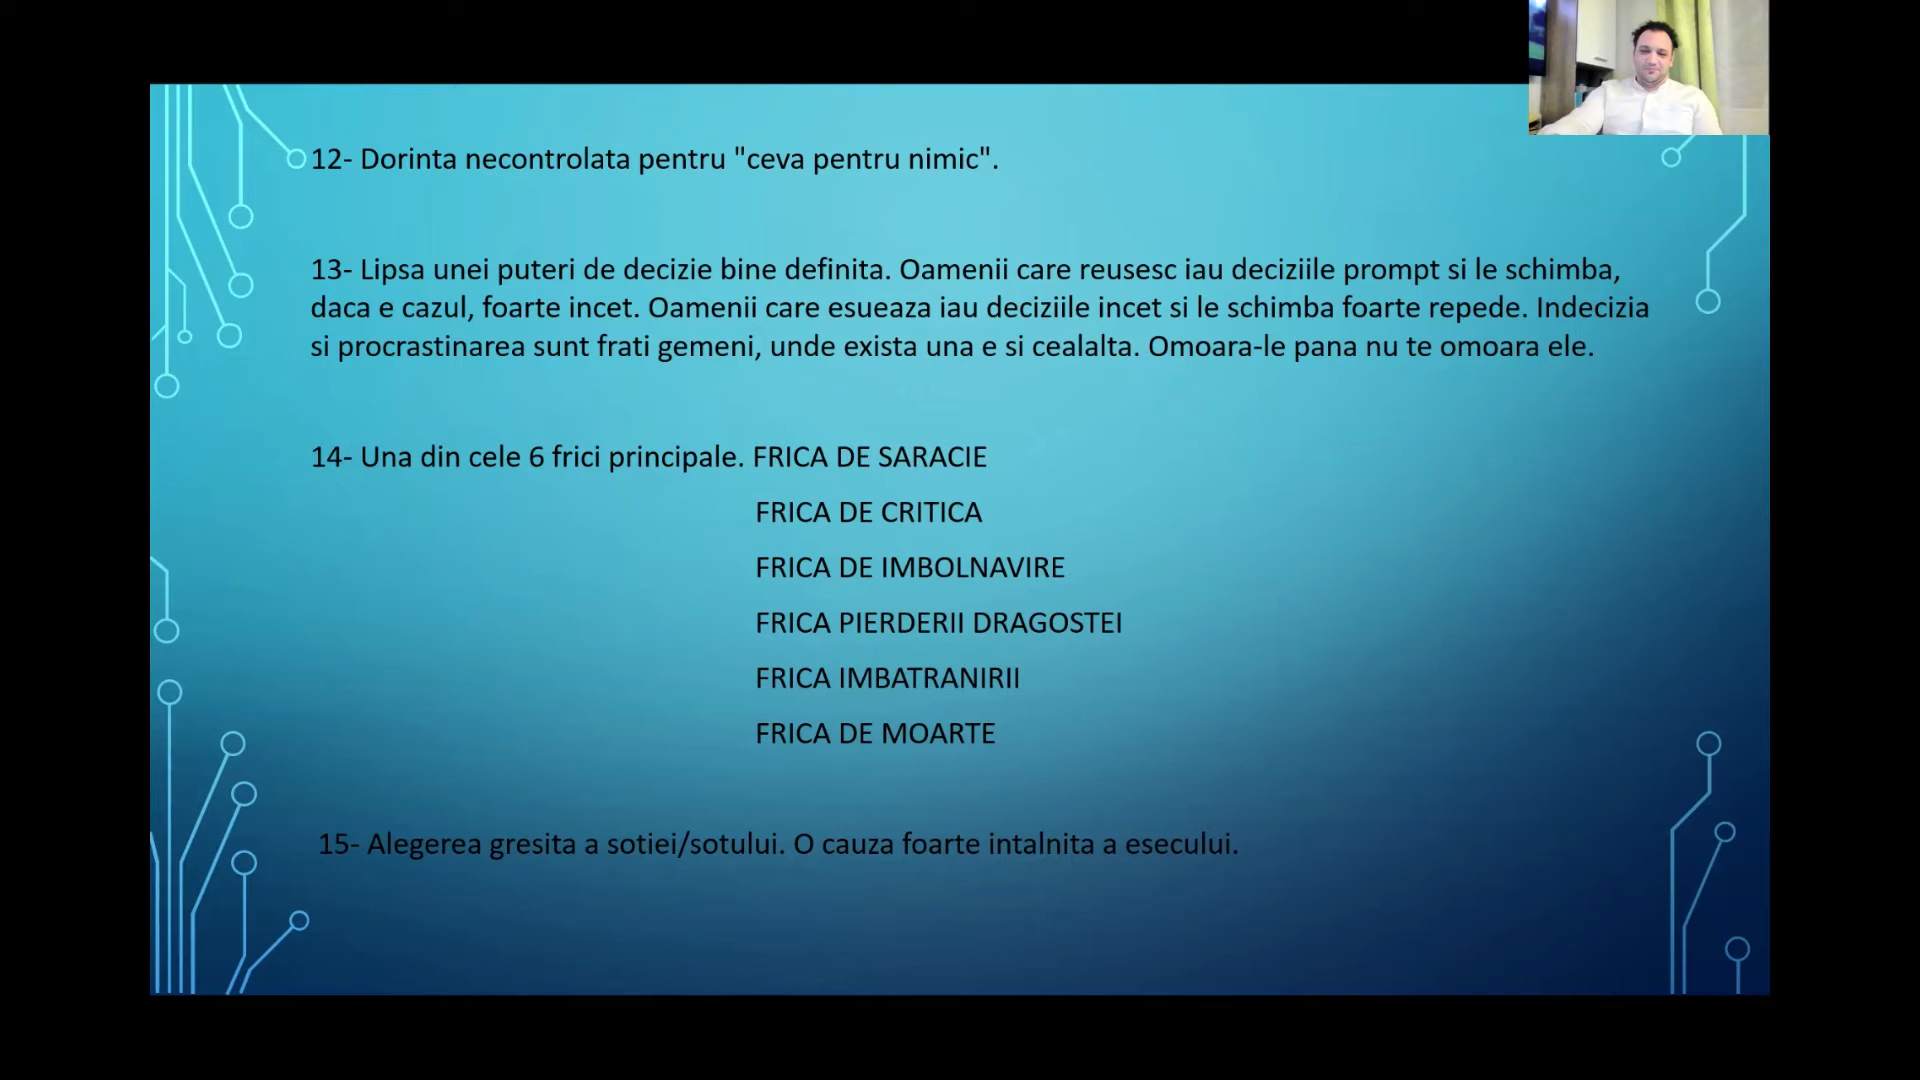 12- Dorinta necontrolata pentru "ceva pentru nimic".
13- Lipsa unei puteri de decizie bine definita. Oamenii care reusesc iau deciziile prompt si le schimba,
daca e cazul, foarte incet. Oamenii care esueaza iau deciziile incet si le schimba foarte repede. Indecizia
si procrastinarea sunt frati gemeni, unde exista una e si cealalta. Omoara-le pana nu te omoara ele.
14- Una din cele 6 frici principale. FRICA DE SARACIE
FRICA DE CRITICA
FRICA DE IMBOLNAVIRE
FRICA PIERDERII DRAGOSTEI
FRICA IMBATRANIRII
FRICA DE MOARTE
15- Alegerea gresita a sotiei/sotului. O cauza foarte intalnita a esecului.